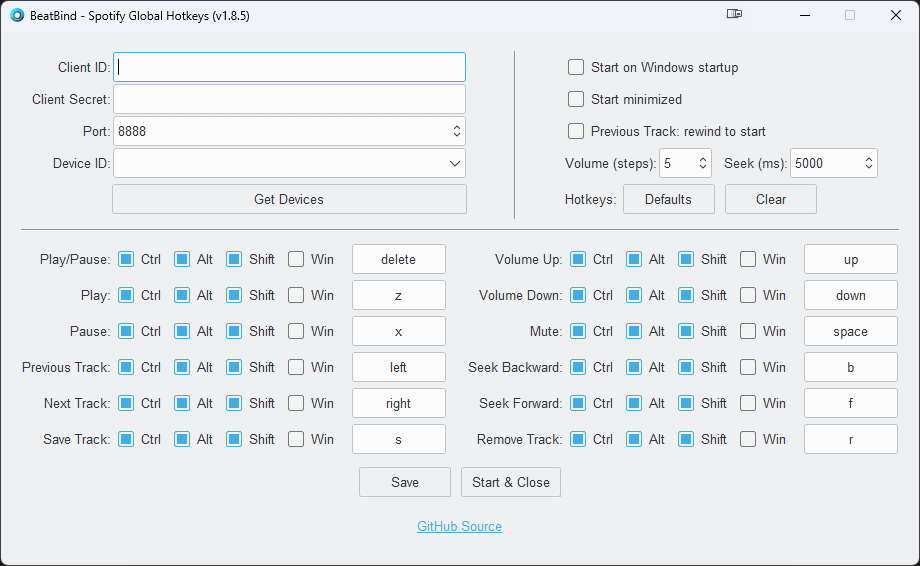 BeatBind - Spotify Global Hotkeys (v1.8.5)
Client ID:
Client Secret:
Port: 8888
Device ID:
Get Devices
Start on Windows startup
Start minimized
Previous Track: rewind to start
Volume (steps): 5 Seek (ms): 5000
Hotkeys: Defaults Clear
Play/Pause: Ctrl Alt Shift Win delete
Play: Ctrl Alt Shift Win z
Pause: Ctrl Alt Shift Win x
Previous Track: Ctrl Alt Shift Win left
Next Track: Ctrl Alt Shift Win right
Save Track: Ctrl Alt Shift Win s
Volume Up: Ctrl Alt Shift Win up
Volume Down: Ctrl Alt Shift Win down
Mute: Ctrl Alt Shift Win space
Seek Backward: Ctrl Alt Shift Win b
Seek Forward: Ctrl Alt Shift Win f
Remove Track: Ctrl Alt Shift Win r
Save Start & Close
GitHub Source